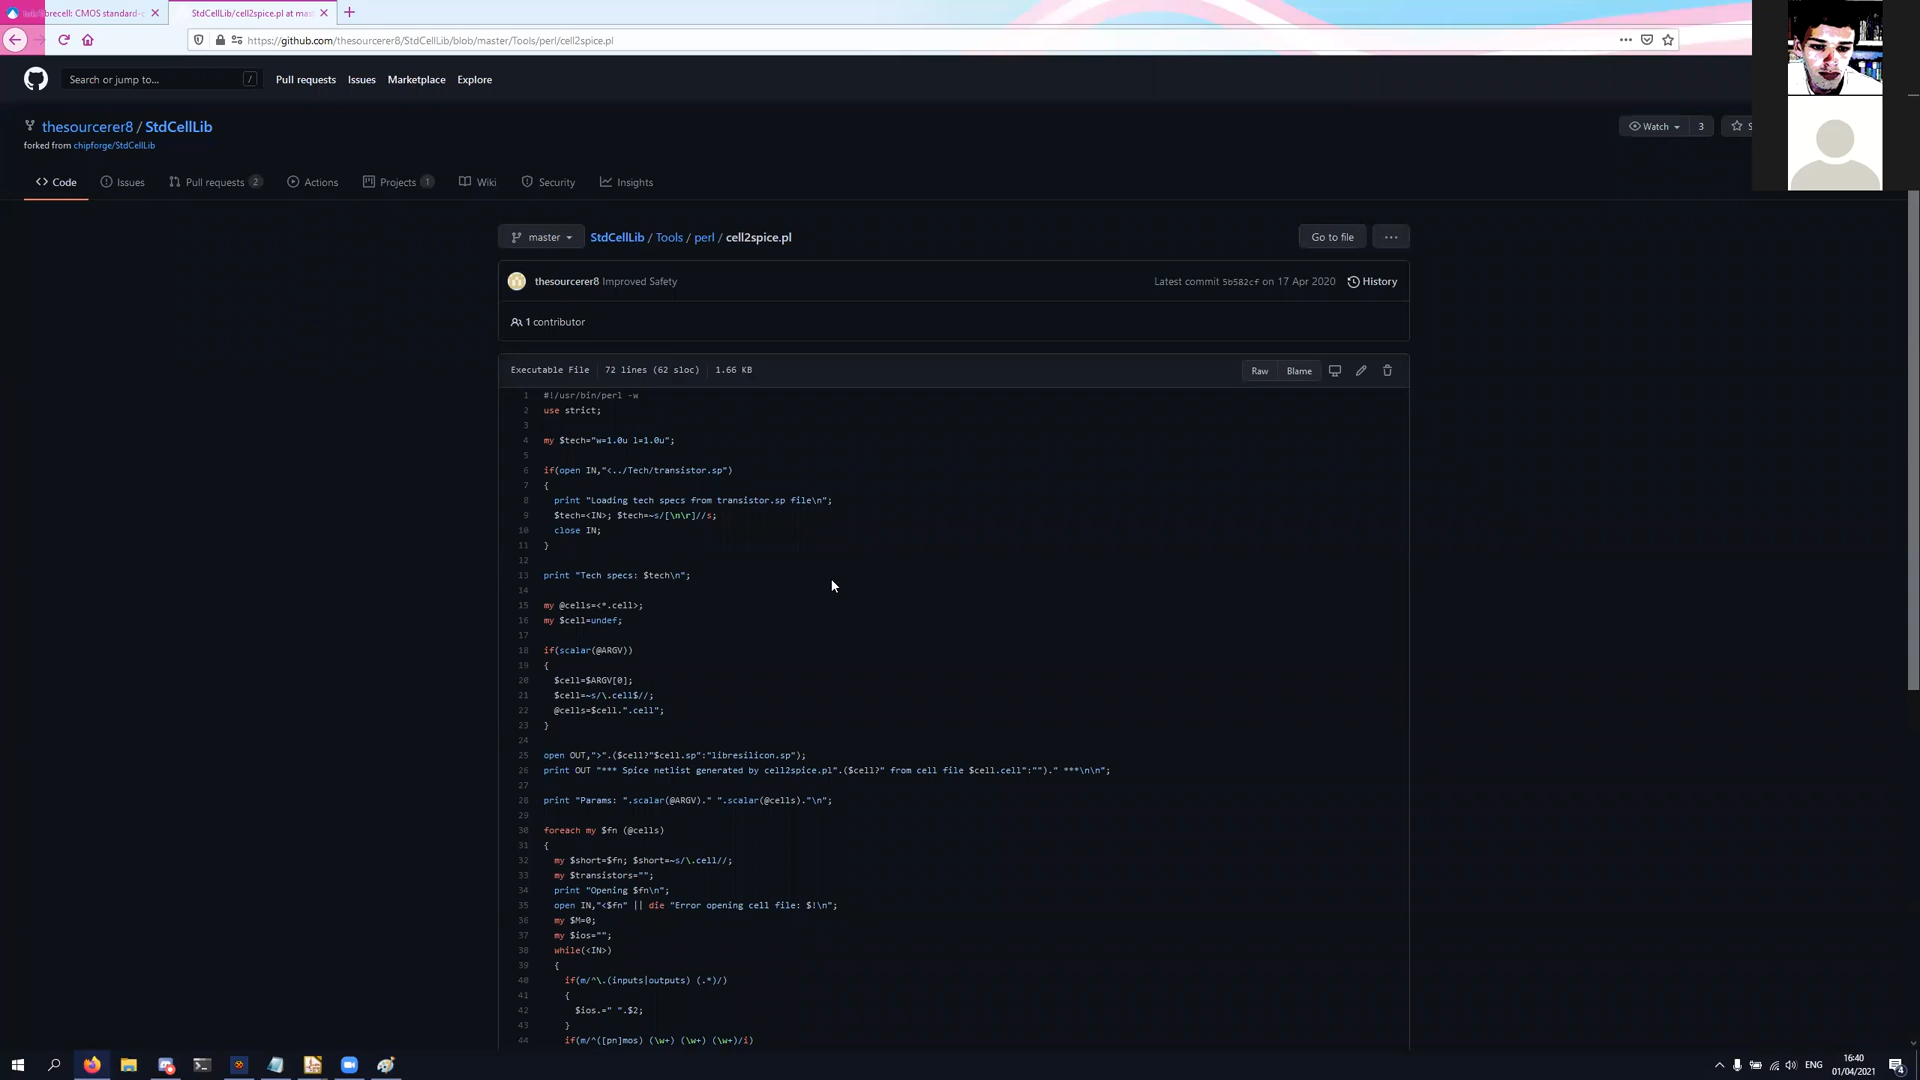 brecell: CMOS standard-c
StdCellLib/cell2spice.pl at mas
https://github.com/thesourcerer8/StdCellLib/blob/master/Tools/perl/cell2spice.pl
Search or jump to... /
Pull requests Issues Marketplace Explore
thesourcerer8 / StdCellLib
Watch 3
forked from chipforge/StdCellLib
Code Issues Pull requests 2 Actions Projects 1 Wiki Security Insights
master StdCellLib / Tools / perl / cell2spice.pl Go to file ...
thesourcerer8 Improved Safety Latest commit 5b582cf on 17 Apr 2020 History
1 contributor
Executable File 72 lines (62 sloc) 1.66 KB Raw Blame
1 #!/usr/bin/perl -w
2 use strict;
3
4 my $tech="w=1.0u l=1.0u";
5
6 if(open IN,"<../Tech/transistor.sp")
7 {
8 print "Loading tech specs from transistor.sp file\n";
9 $tech=<IN>; $tech=~s/[\n\r]//s;
10 close IN;
11 }
12
13 print "Tech specs: $tech\n";
14
15 my @cells=<*.cell>;
16 my $cell=undef;
17
18 if(scalar(@ARGV))
19 {
20 $cell=$ARGV[0];
21 $cell=~s/\.cell$//;
22 @cells=$cell.".cell";
23 }
24
25 open OUT,">".($cell?"$cell.sp":"libresilicon.sp");
26 print OUT "*** Spice netlist generated by cell2spice.pl".($cell?" from cell file $cell.cell":"")." ***\n\n";
27
28 print "Params: ".scalar(@ARGV)." ".scalar(@cells)."\n";
29
30 foreach my $fn (@cells)
31 {
32 my $short=$fn; $short=~s/\.cell//;
33 my $transistors="";
34 print "Opening $fn\n";
35 open IN,"<$fn" || die "Error opening cell file: $!\n";
36 my $M=0;
37 my $ios="";
38 while(<IN>)
39 {
40 if(m/^\.(inputs|outputs) (.*)/)
41 {
42 $ios.=" ".$2;
43 }
44 if(m/^([pn]mos) (\w+) (\w+) (\w+)/i)
ENG
16:40
01/04/2021
4